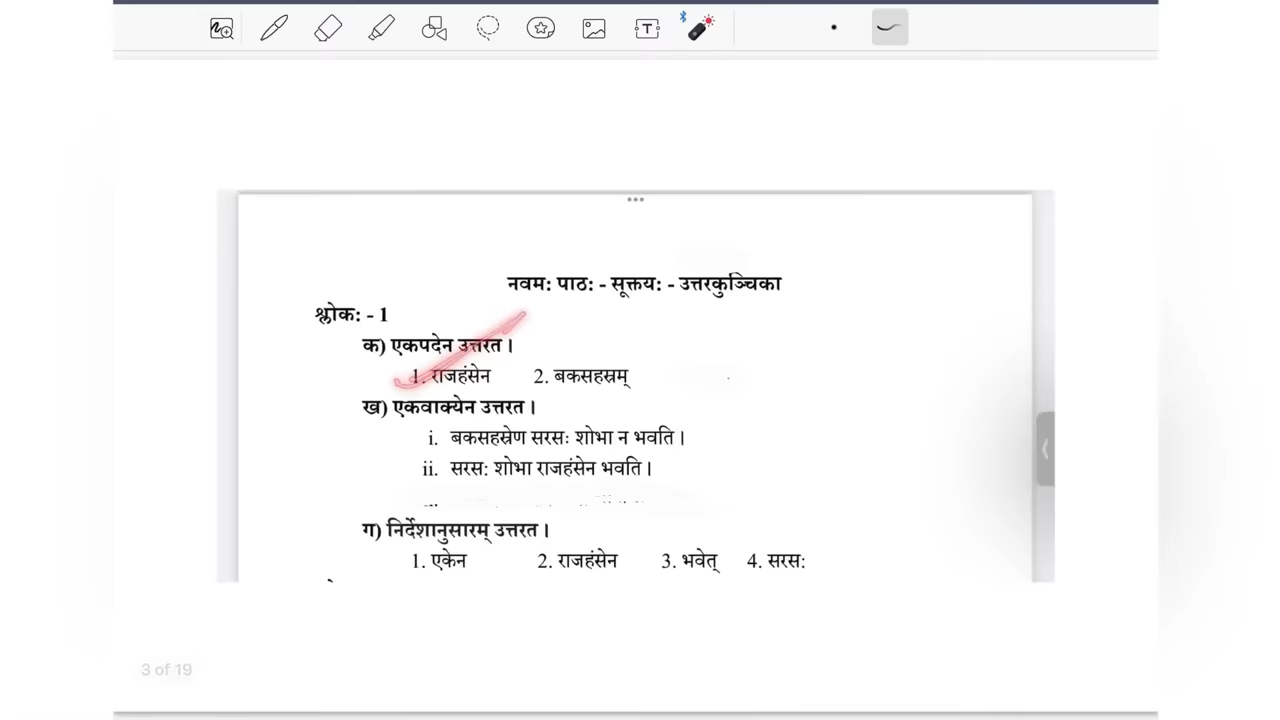 नवम: पाठ: - सूक्तय: - उत्तरकुञ्चिका
श्लोक: - 1
क) एकपदेन उत्तरत।
1. राजहंसेन 2. बकसहस्रम्
ख) एकवाक्येन उत्तरत।
i. बकसहस्रेण सरसः शोभा न भवति।
ii. सरस: शोभा राजहंसेन भवति।
ग) निर्देशानुसारम् उत्तरत।
1. एकेन 2. राजहंसेन 3. भवेत् 4. सरस:
3 of 19